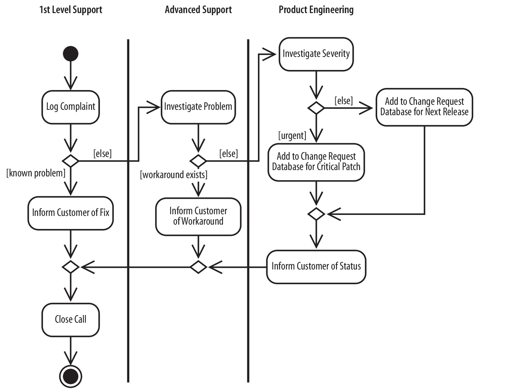 1st Level Support
Advanced Support
Product Engineering
Investigate Severity
Log Complaint
Investigate Problem
[else]
Add to Change Request
Database for Next Release
[urgent]
[else]
[else]
[known problem]
[workaround exists]
Add to Change Request
Database for Critical Patch
Inform Customer of Fix
Inform Customer
of Workaround
Inform Customer of Status
Close Call